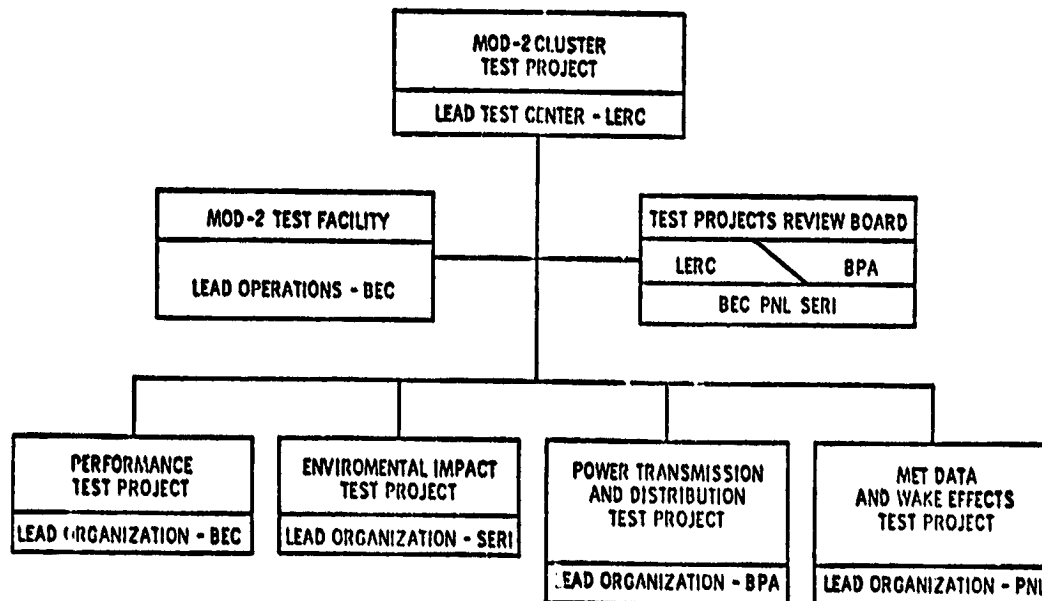 MOD-2 CLUSTER
TEST PROJECT
LEAD TEST CENTER - LERC
MOD-2 TEST FACILITY
LEAD OPERATIONS - BEC
TEST PROJECTS REVIEW BOARD
LERC
BPA
BEC PNL SERI
PERFORMANCE
TEST PROJECT
LEAD ORGANIZATION - BEC
ENVIROMENTAL IMPACT
TEST PROJECT
LEAD ORGANIZATION - SERI
POWER TRANSMISSION
AND DISTRIBUTION
TEST PROJECT
LEAD ORGANIZATION - BPA
MET DATA
AND WAKE EFFECTS
TEST PROJECT
LEAD ORGANIZATION - PNL